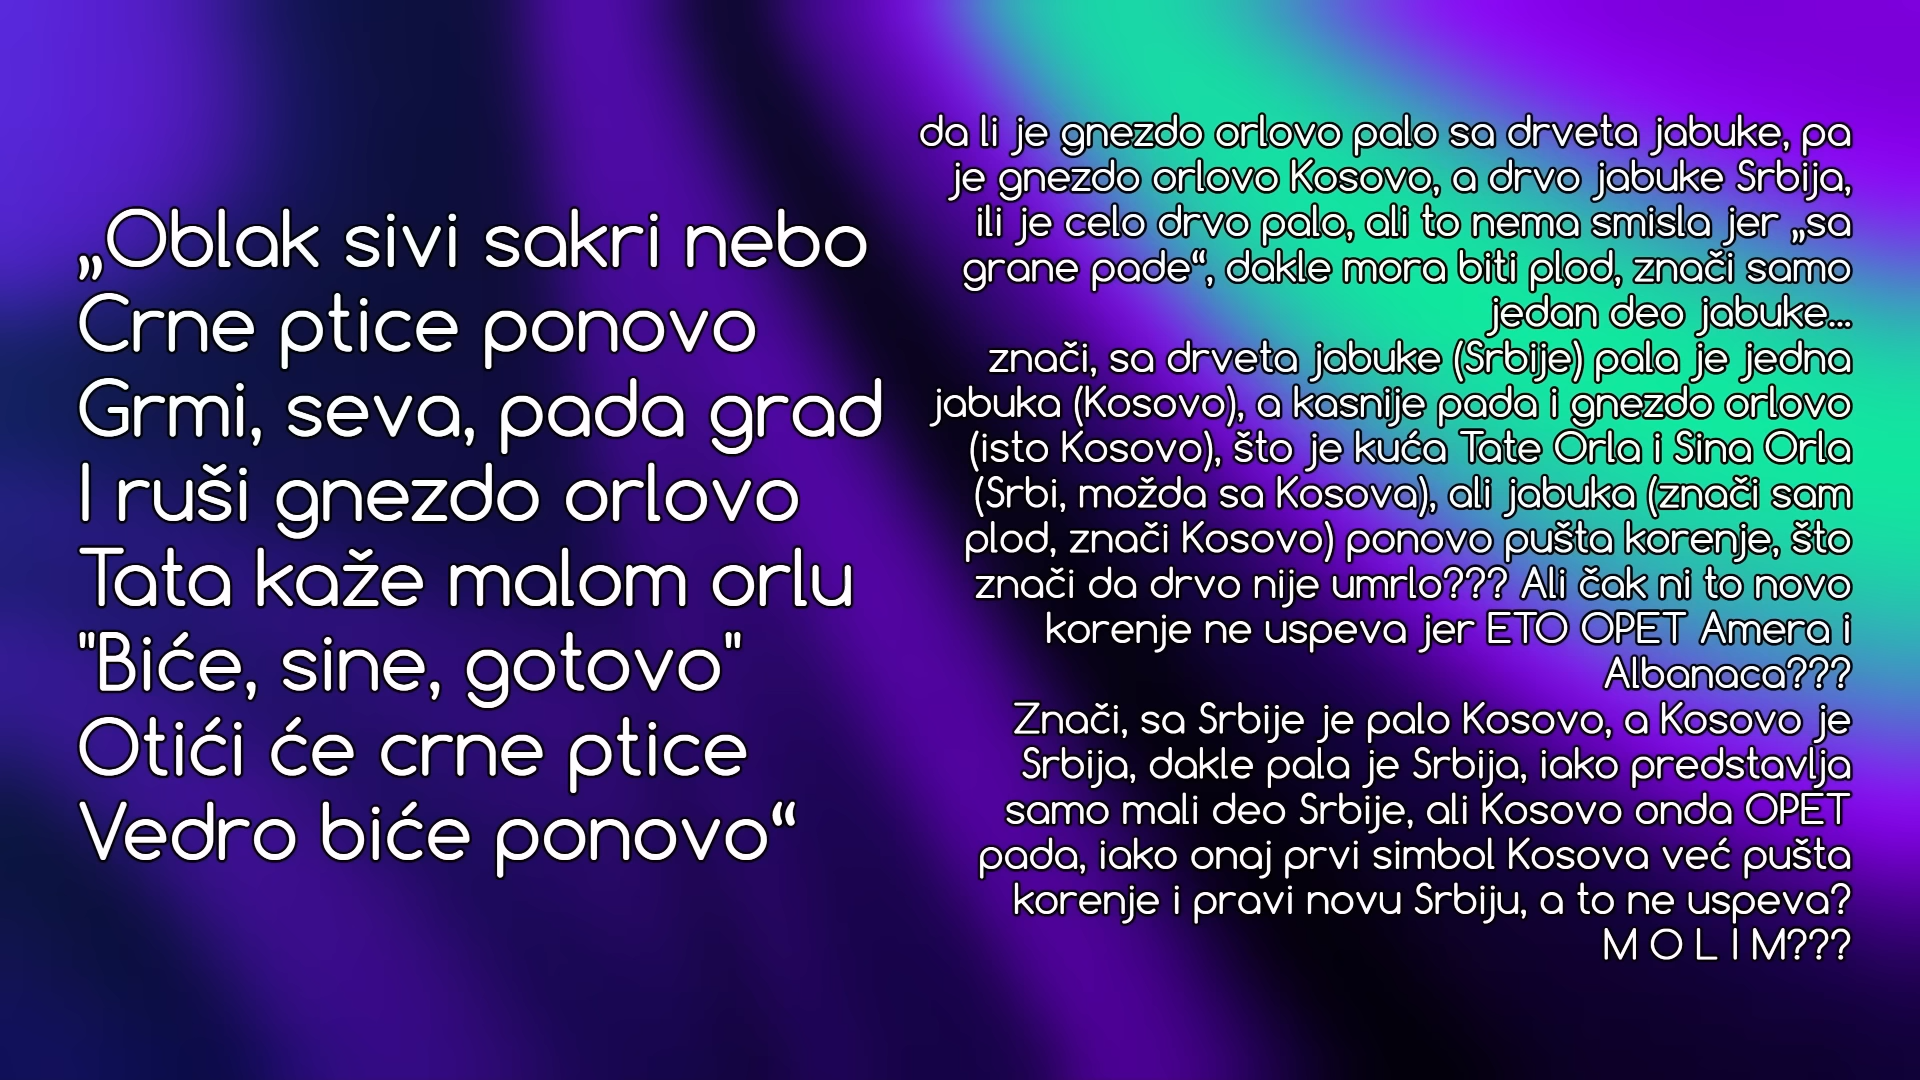 „Oblak sivi sakri nebo
Crne ptice ponovo
Grmi, seva, pada grad
I ruši gnezdo orlovo
Tata kaže malom orlu
"Biće, sine, gotovo"
Otići će crne ptice
Vedro biće ponovo“
da li je gnezdo orlovo palo sa drveta jabuke, pa
je gnezdo orlovo Kosovo, a drvo jabuke Srbija,
ili je celo drvo palo, ali to nema smisla jer „sa
grane pade“, dakle mora biti plod, znači samo
jedan deo jabuke...
znači, sa drveta jabuke (Srbije) pala je jedna
jabuka (Kosovo), a kasnije pada i gnezdo orlovo
(isto Kosovo), što je kuća Tate Orla i Sina Orla
(Srbi, možda sa Kosova), ali jabuka (znači sam
plod, znači Kosovo) ponovo pušta korenje, što
znači da drvo nije umrlo??? Ali čak ni to novo
korenje ne uspeva jer ETO OPET Amera i
Albanaca???
Znači, sa Srbije je palo Kosovo, a Kosovo je
Srbija, dakle pala je Srbija, iako predstavlja
samo mali deo Srbije, ali Kosovo onda OPET
pada, iako onaj prvi simbol Kosova već pušta
korenje i pravi novu Srbiju, a to ne uspeva?
M O L I M???